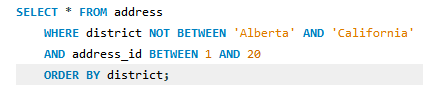 SELECT * FROM address
WHERE district NOT BETWEEN 'Alberta' AND 'California'
AND address_id BETWEEN 1 AND 20
ORDER BY district;